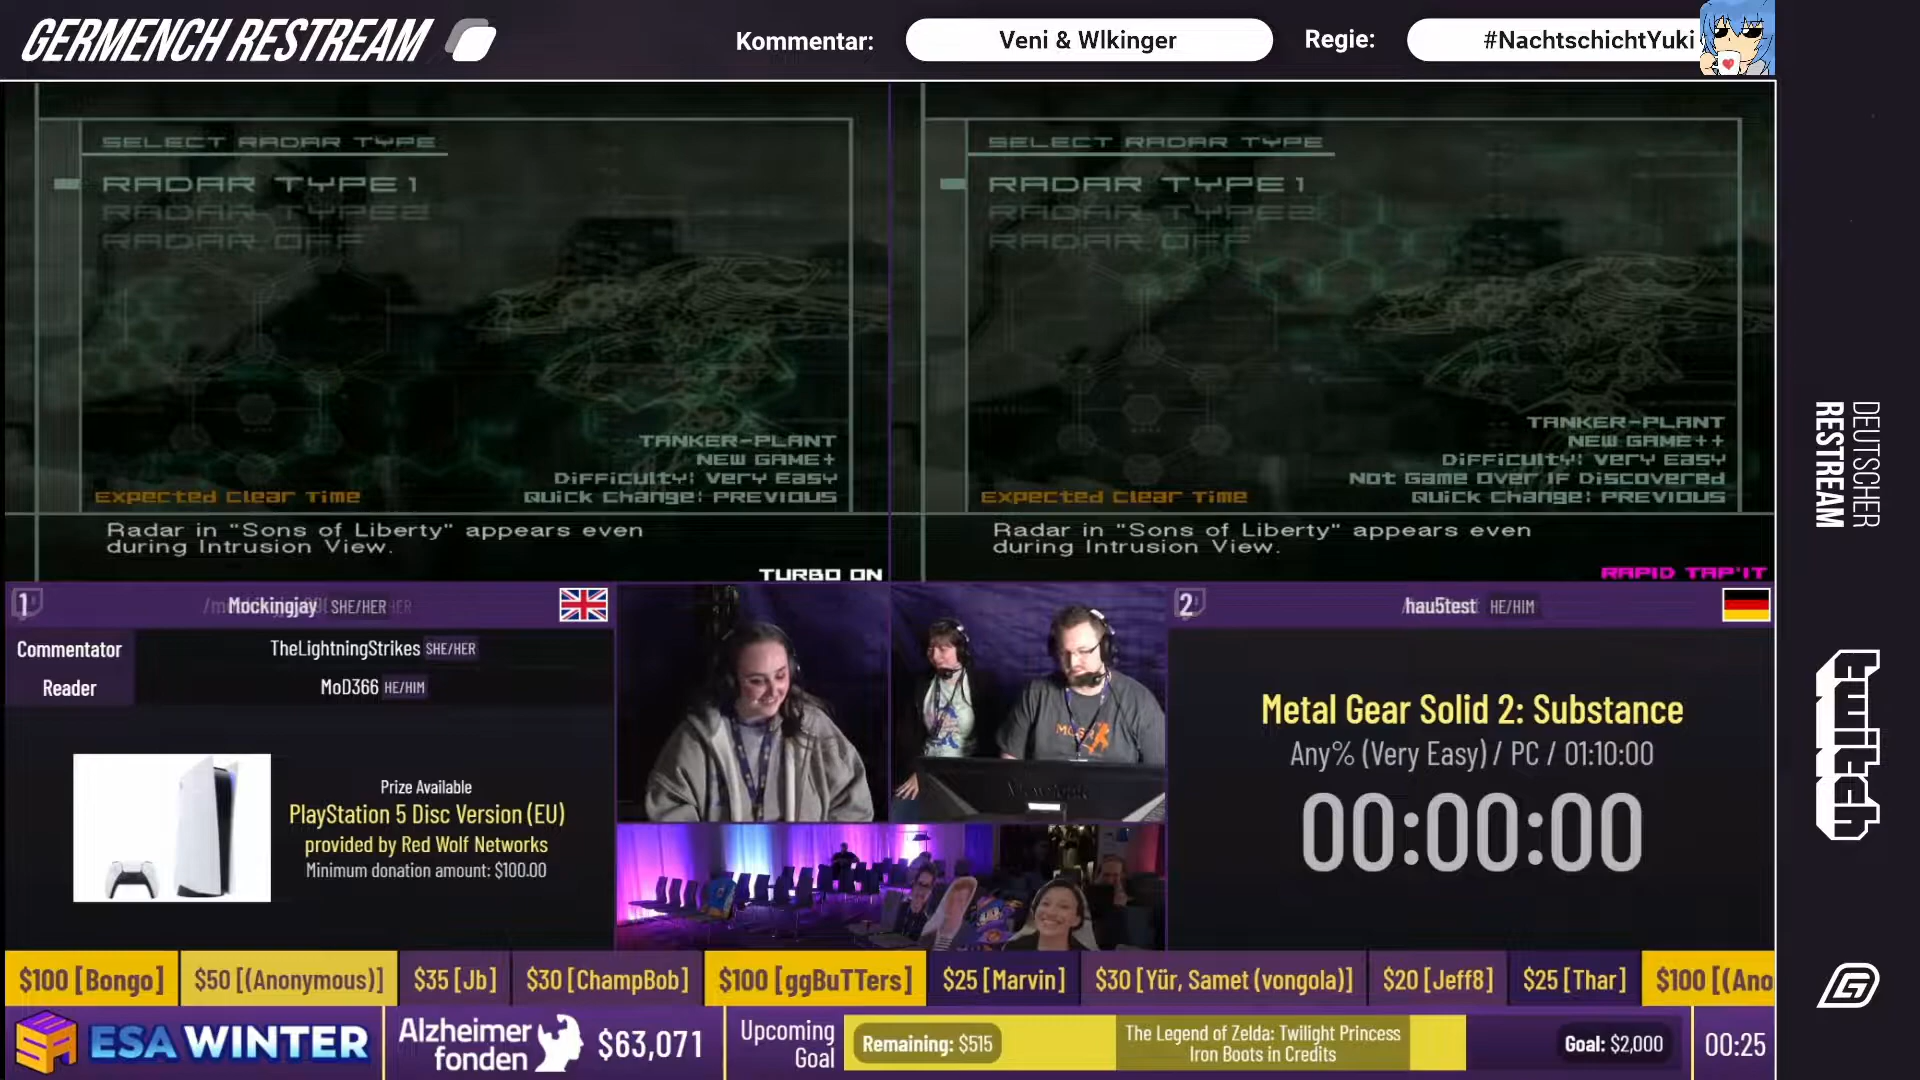 GERMENCH RESTREAM
Kommentar:
Veni & Wlkinger
Regie:
#NachtschichtYuki
SELECT RADAR TYPE
RADAR TYPE1
RADAR TYPE2
RADAR OFF
TANKER-PLANT
NEW GAME+
Difficulty: Very Easy
Expected Clear Time
Quick Change: PREVIOUS
Radar in "Sons of Liberty" appears even
during Intrusion View.
TURBO ON
SELECT RADAR TYPE
RADAR TYPE1
RADAR TYPE2
RADAR OFF
TANKER-PLANT
NEW GAME++
Difficulty: Very Easy
Not Game Over if Discovered
Expected Clear Time
Quick Change: PREVIOUS
Radar in "Sons of Liberty" appears even
during Intrusion View.
RAPID TAP'IT
1
Mockingjay SHE/HER
Commentator
TheLightningStrikes SHE/HER
Reader
MoD366 HE/HIM
Prize Available
PlayStation 5 Disc Version (EU)
provided by Red Wolf Networks
Minimum donation amount: $100.00
2
hau5test HE/HIM
Metal Gear Solid 2: Substance
Any% (Very Easy) / PC / 01:10:00
00:00:00
$100 [Bongo]
$50 [(Anonymous)]
$35 [Jb]
$30 [ChampBob]
$100 [ggBuTTers]
$25 [Marvin]
$30 [Yür, Samet (vongola)]
$20 [Jeff8]
$25 [Thar]
$100 [(Ano
ESA WINTER
Alzheimer
fonden
$63,071
Upcoming
Goal
Remaining: $515
The Legend of Zelda: Twilight Princess
Iron Boots in Credits
Goal: $2,000
00:25
DEUTSCHER
RESTREAM
twitch